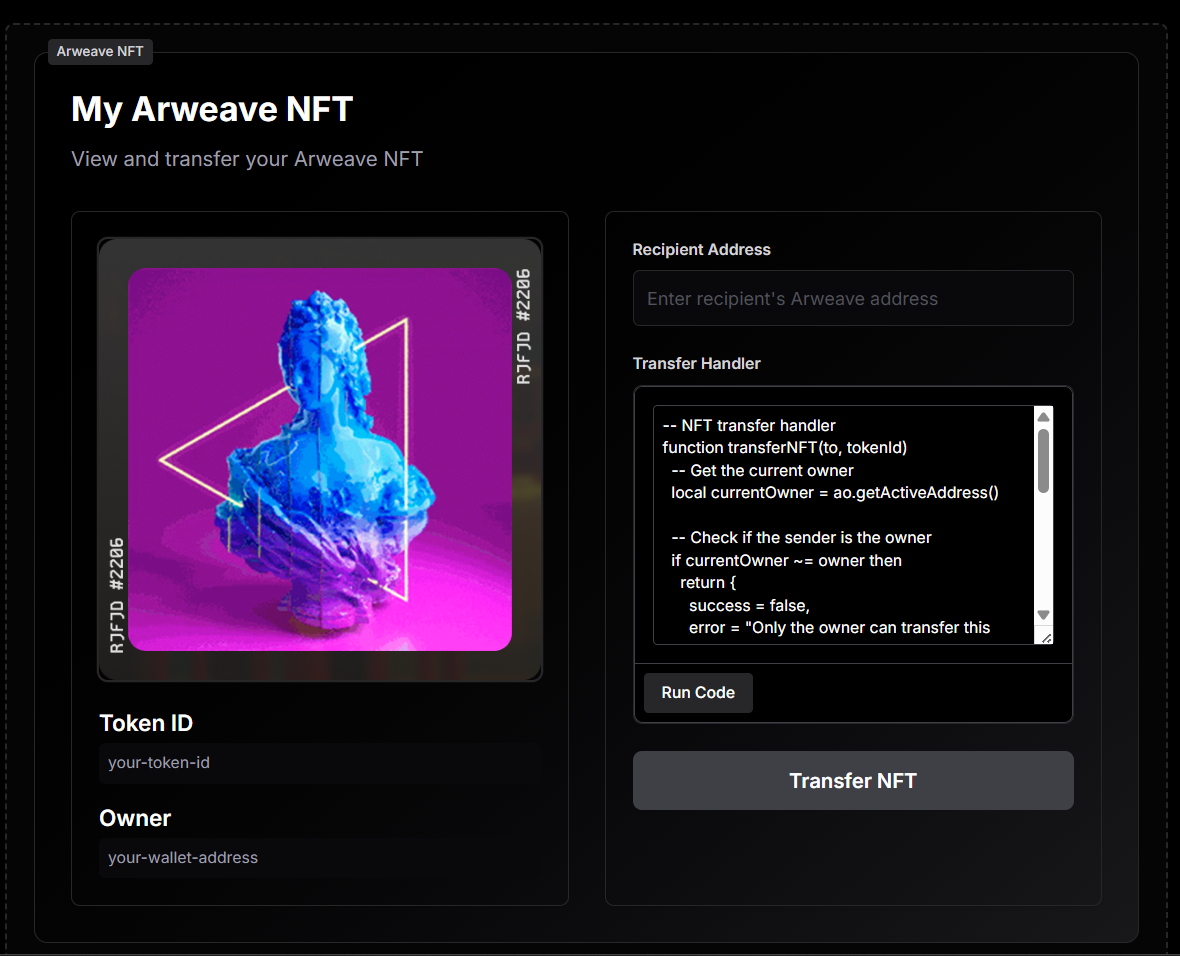 Arweave NFT
My Arweave NFT
View and transfer your Arweave NFT
RJFJD #2206
RJFJD #2206
Token ID
your-token-id
Owner
your-wallet-address
Recipient Address
Enter recipient's Arweave address
Transfer Handler
-- NFT transfer handler
function transferNFT(to, tokenId)
-- Get the current owner
local currentOwner = ao.getActiveAddress()
-- Check if the sender is the owner
if currentOwner ~= owner then
return {
success = false,
error = "Only the owner can transfer this
Run Code
Transfer NFT